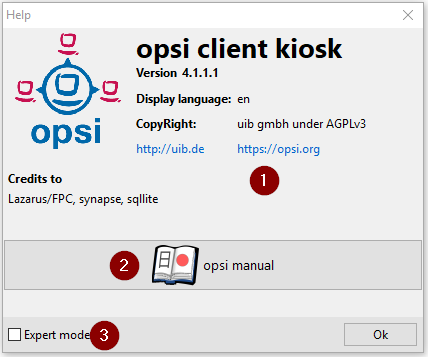 Help
opsi client kiosk
Version 4.1.1.1
Display language: en
CopyRight: uib gmbh under AGPLv3
http://uib.de https://opsi.org
opsi
1
Credits to
Lazarus/FPC, synapse, sqllite
2 opsi manual
Expert mode 3 Ok